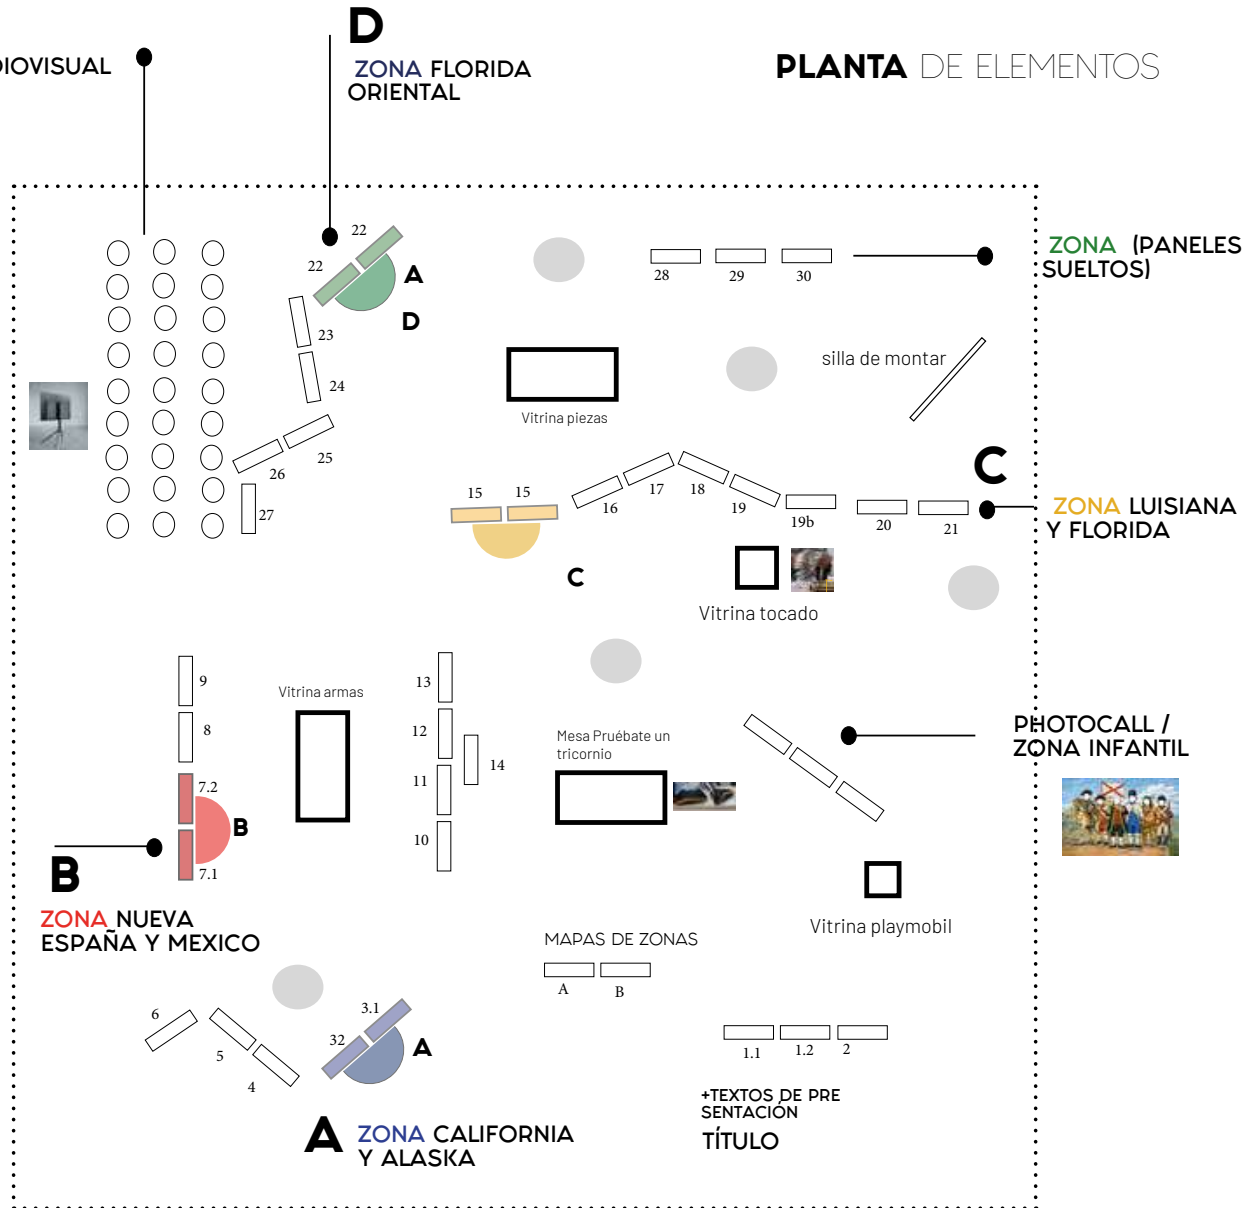 DIOVISUAL
D
ZONA FLORIDA
ORIENTAL
PLANTA DE ELEMENTOS
22
22
A
D
23
24
25
26
27
28
29
30
ZONA (PANELES
SUELTOS)
silla de montar
Vitrina piezas
15
15
C
16
17
18
19
19b
20
21
C
ZONA LUISIANA
Y FLORIDA
Vitrina tocado
9
8
7.2
7.1
B
B
ZONA NUEVA
ESPAÑA Y MEXICO
Vitrina armas
13
12
11
10
14
Mesa Pruébate un
tricornio
PHOTOCALL /
ZONA INFANTIL
Vitrina playmobil
MAPAS DE ZONAS
A
B
6
5
4
32
3.1
A
A
ZONA CALIFORNIA
Y ALASKA
1.1
1.2
2
+TEXTOS DE PRE
SENTACIÓN
TÍTULO